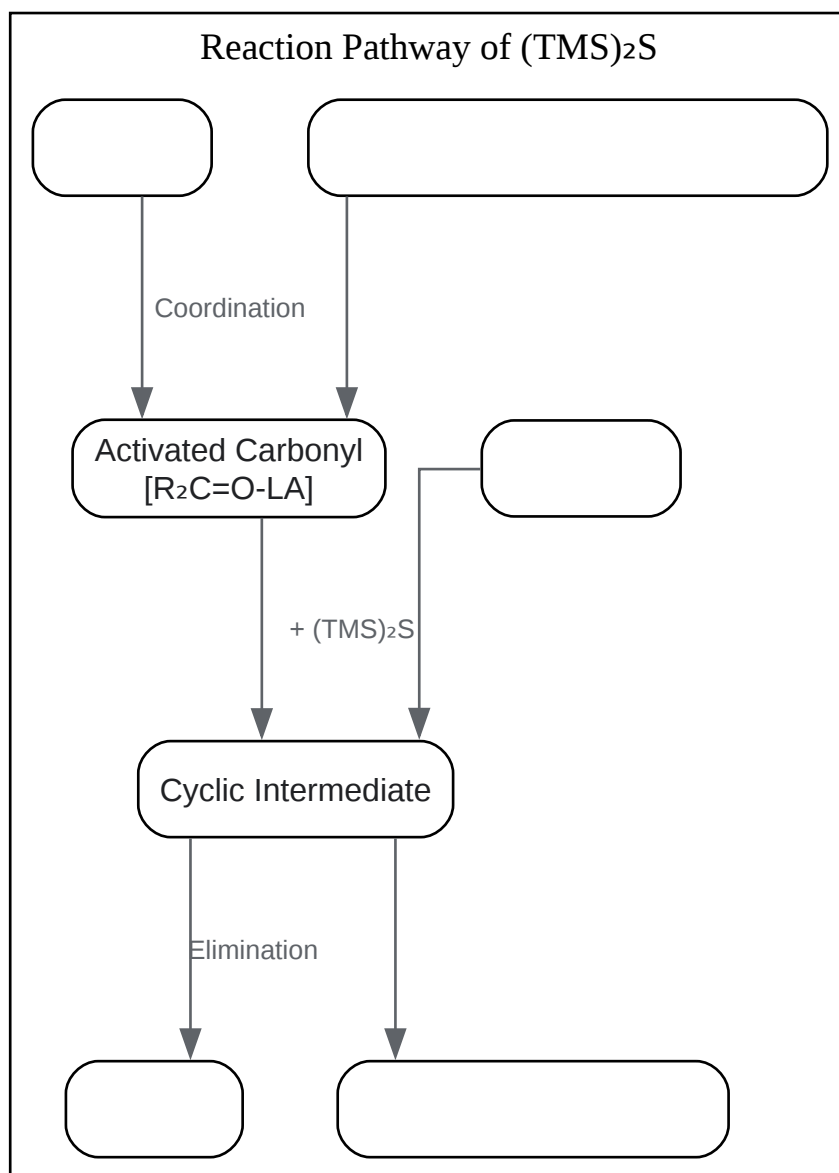 Reaction Pathway of (TMS)₂S
Coordination
Activated Carbonyl
[R₂C=O-LA]
+ (TMS)₂S
Cyclic Intermediate
Elimination